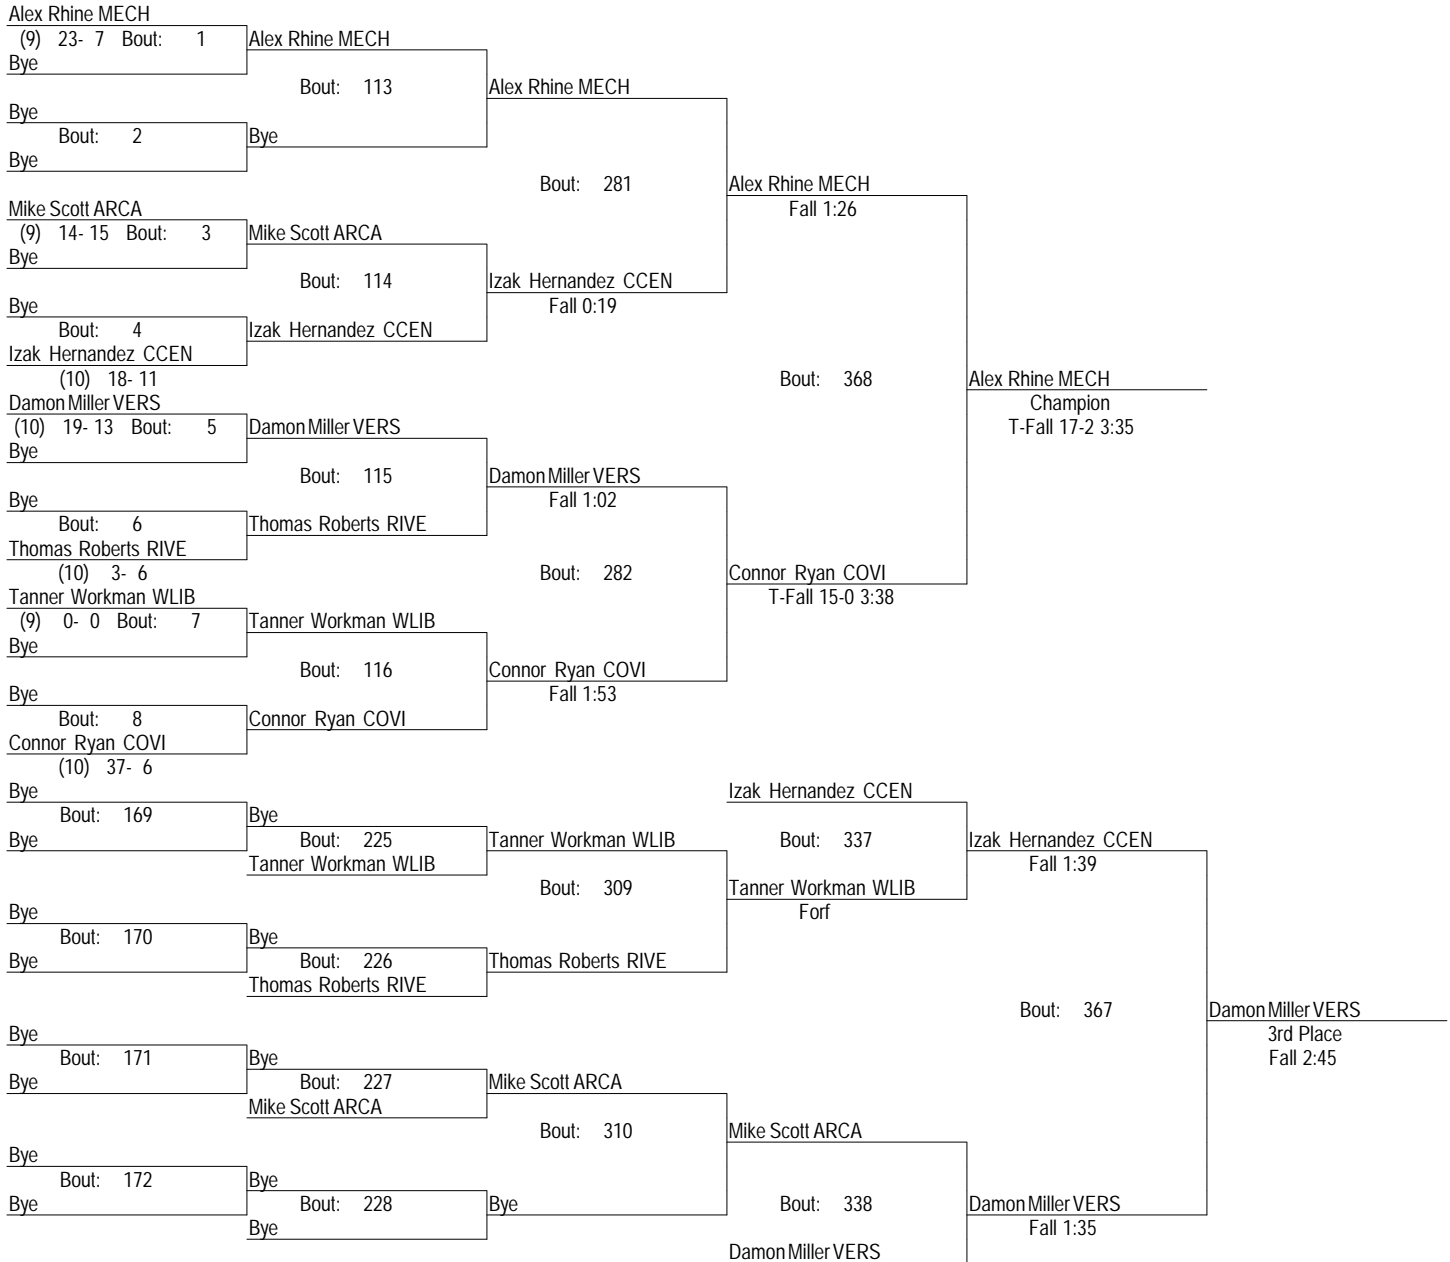 Alex Rhine MECH
(9) 23- 7 Bout: 1 Alex Rhine MECH
Bye
Bout: 113 Alex Rhine MECH
Bye
Bout: 2 Bye
Bye
Bout: 281 Alex Rhine MECH
Fall 1:26
Mike Scott ARCA
(9) 14- 15 Bout: 3 Mike Scott ARCA
Bye
Bout: 114 Izak Hernandez CCEN
Fall 0:19
Bye
Bout: 4 Izak Hernandez CCEN
Izak Hernandez CCEN
(10) 18- 11
Bout: 368 Alex Rhine MECH
Champion
T-Fall 17-2 3:35
Damon Miller VERS
(10) 19- 13 Bout: 5 Damon Miller VERS
Bye
Bout: 115 Damon Miller VERS
Fall 1:02
Bye
Bout: 6 Thomas Roberts RIVE
Thomas Roberts RIVE
(10) 3- 6
Bout: 282 Connor Ryan COVI
T-Fall 15-0 3:38
Tanner Workman WLIB
(9) 0- 0 Bout: 7 Tanner Workman WLIB
Bye
Bout: 116 Connor Ryan COVI
Fall 1:53
Bye
Bout: 8 Connor Ryan COVI
Connor Ryan COVI
(10) 37- 6
Bye Izak Hernandez CCEN
Bout: 169 Bye
Bye Bout: 225 Tanner Workman WLIB Bout: 337 Izak Hernandez CCEN
Tanner Workman WLIB Fall 1:39
Bout: 309 Tanner Workman WLIB
Bye Forf
Bout: 170 Bye
Bye Bout: 226 Thomas Roberts RIVE
Thomas Roberts RIVE
Bout: 367 Damon Miller VERS
Bye 3rd Place
Bout: 171 Bye Fall 2:45
Bye Bout: 227 Mike Scott ARCA
Mike Scott ARCA
Bout: 310 Mike Scott ARCA
Bye
Bout: 172 Bye
Bye Bout: 228 Bye Bout: 338 Damon Miller VERS
Bye Fall 1:35
Damon Miller VERS